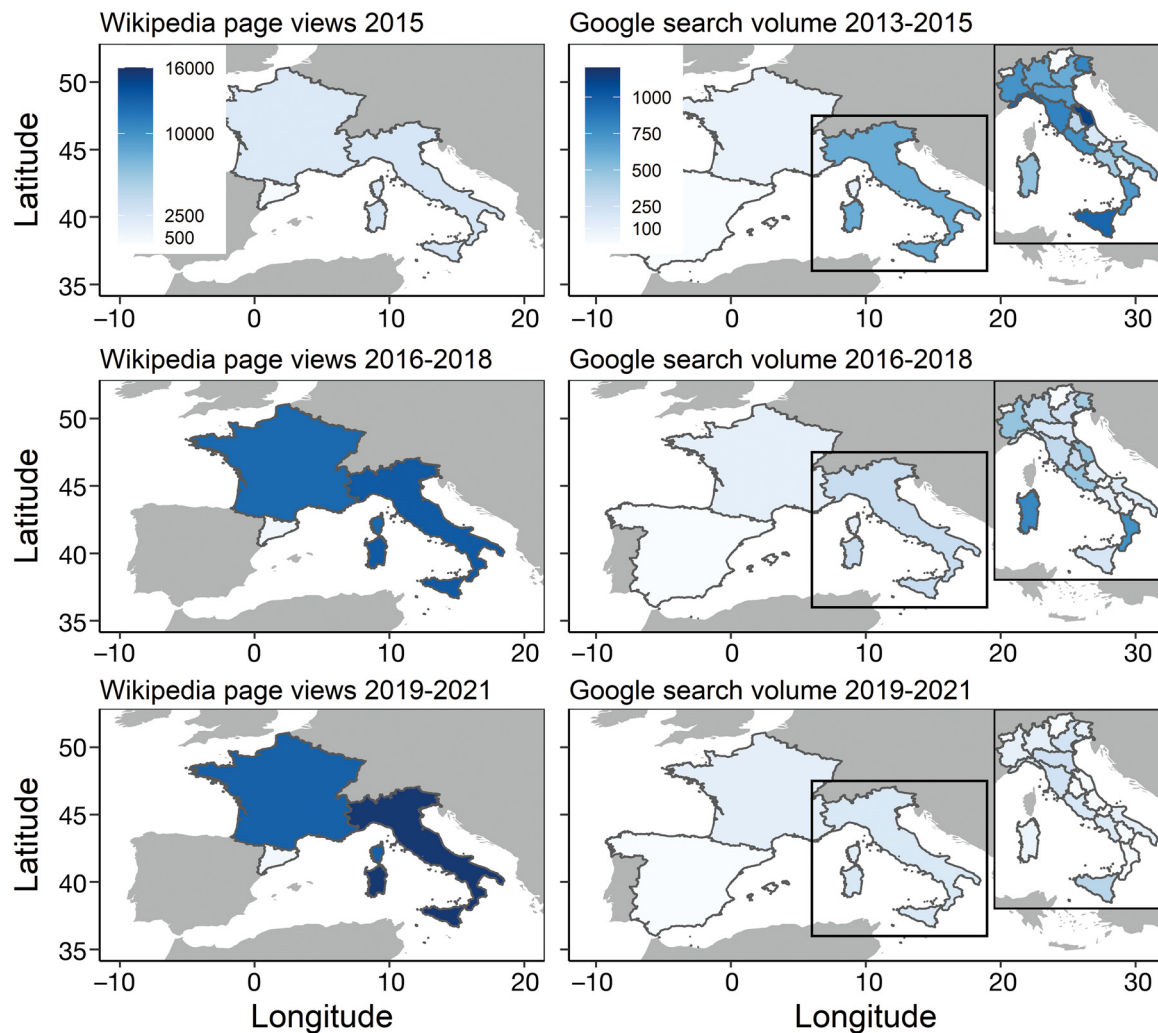 Wikipedia page views 2015
Google search volume 2013-2015
Latitude
50
45
40
35
16000
10000
2500
500
1000
750
500
250
100
−10 0 10 20
−10 0 10 20 30
Longitude
Wikipedia page views 2016-2018
Google search volume 2016-2018
Latitude
50
45
40
35
−10 0 10 20
−10 0 10 20 30
Wikipedia page views 2019-2021
Google search volume 2019-2021
Latitude
50
45
40
35
−10 0 10 20
−10 0 10 20 30
Longitude
Longitude